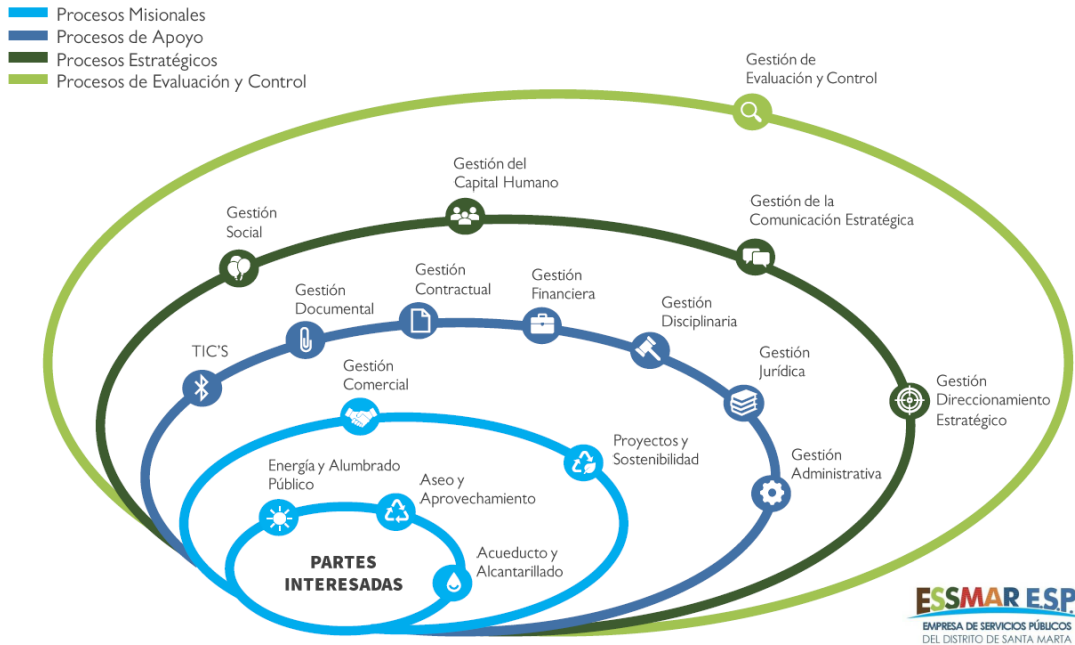 Procesos Misionales
Procesos de Apoyo
Procesos Estratégicos
Procesos de Evaluación y Control
Gestión de
Evaluación y Control
Gestión del
Capital Humano
Gestión de la
Comunicación Estratégica
Gestión
Social
Gestión
Contractual
Gestión
Financiera
Gestión
Documental
Gestión
Disciplinaria
TIC'S
Gestión
Jurídica
Gestión
Comercial
Gestión
Direccionamiento
Estratégico
Proyectos y
Sostenibilidad
Gestión
Administrativa
Energía y Alumbrado
Público
Aseo y
Aprovechamiento
Acueducto y
Alcantarillado
PARTES
INTERESADAS
ESSMAR E.S.P.
EMPRESA DE SERVICIOS PÚBLICOS
DEL DISTRITO DE SANTA MARTA